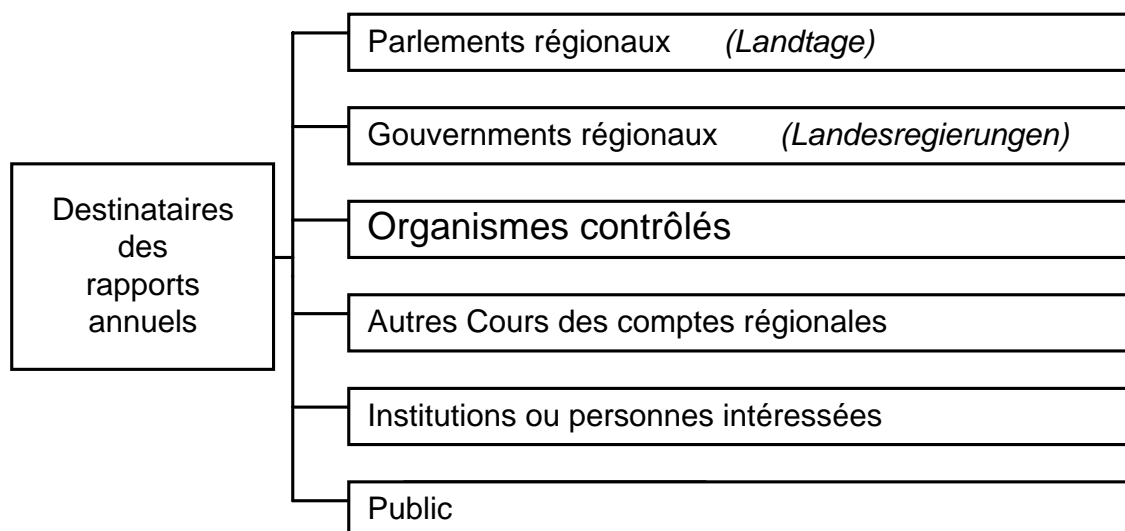 Parlements régionaux (Landtage)
Gouvernments régionaux (Landesregierungen)
Destinataires
des
rapports
annuels
Organismes contrôlés
Autres Cours des comptes régionales
Institutions ou personnes intéressées
Public